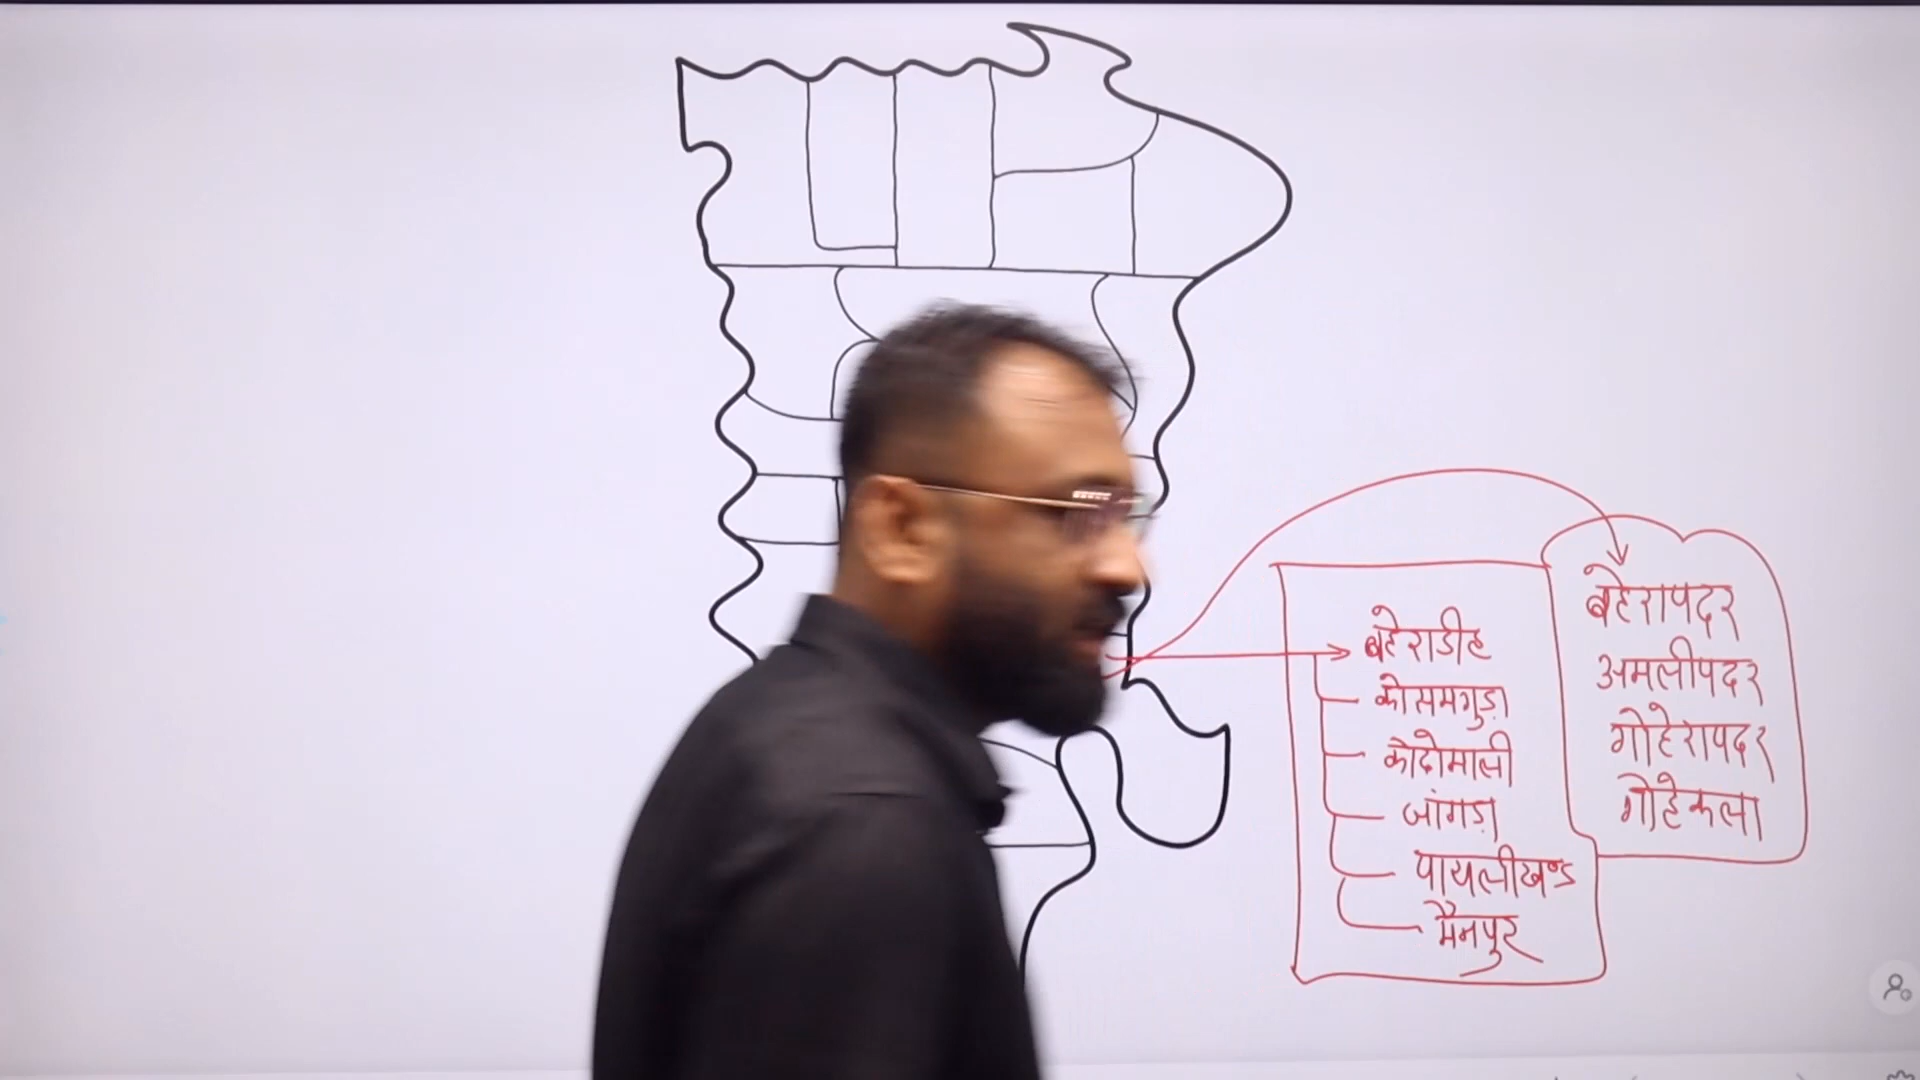 बेहराडीह
कोसमगुड़ा
कोदोमाली
जांगड़ा
पायलीखण्ड
मैनपुर
बेहरापदर
अमलीपदर
गोहेरापदर
गोहेकला